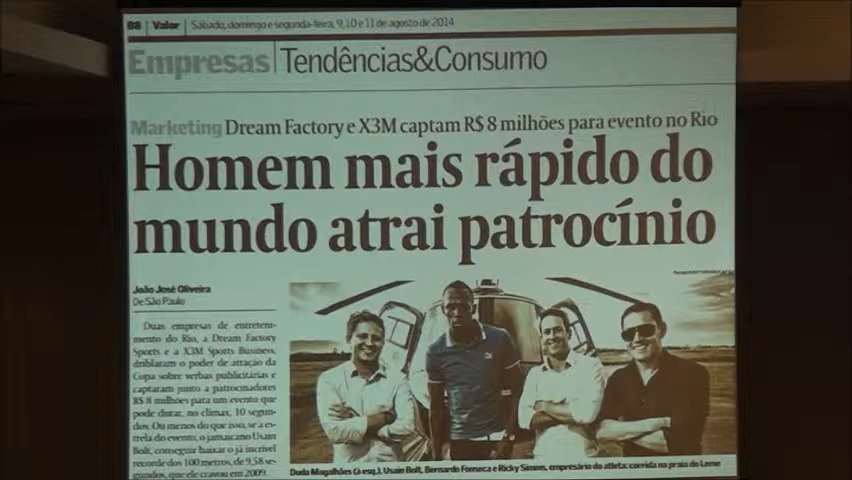 B8 | Valor | Sábado, domingo e segunda-feira, 9, 10 e 11 de agosto de 2014
Empresas | Tendências&Consumo
Marketing Dream Factory e X3M captam R$ 8 milhões para evento no Rio
Homem mais rápido do
mundo atrai patrocínio
João José Oliveira
De São Paulo
Duas empresas de entreteni-
mento do Rio, a Dream Factory
Sports e a X3M Sports Business,
driblaram o poder de atração da
Copa sobre verbas publicitárias e
captaram junto a patrocinadores
R$ 8 milhões para um evento que
pode durar, no clímax, 10 segun-
dos. Ou menos do que isso, se a es-
trela do evento, o jamaicano Usain
Bolt, conseguir baixar o já incrível
recorde dos 100 metros, de 9,58 se-
gundos, que ele cravou em 2009.
Duda Magalhães (à esq.), Usain Bolt, Bernardo Fonseca e Ricky Simms, empresário do atleta: corrida na praia do Leme